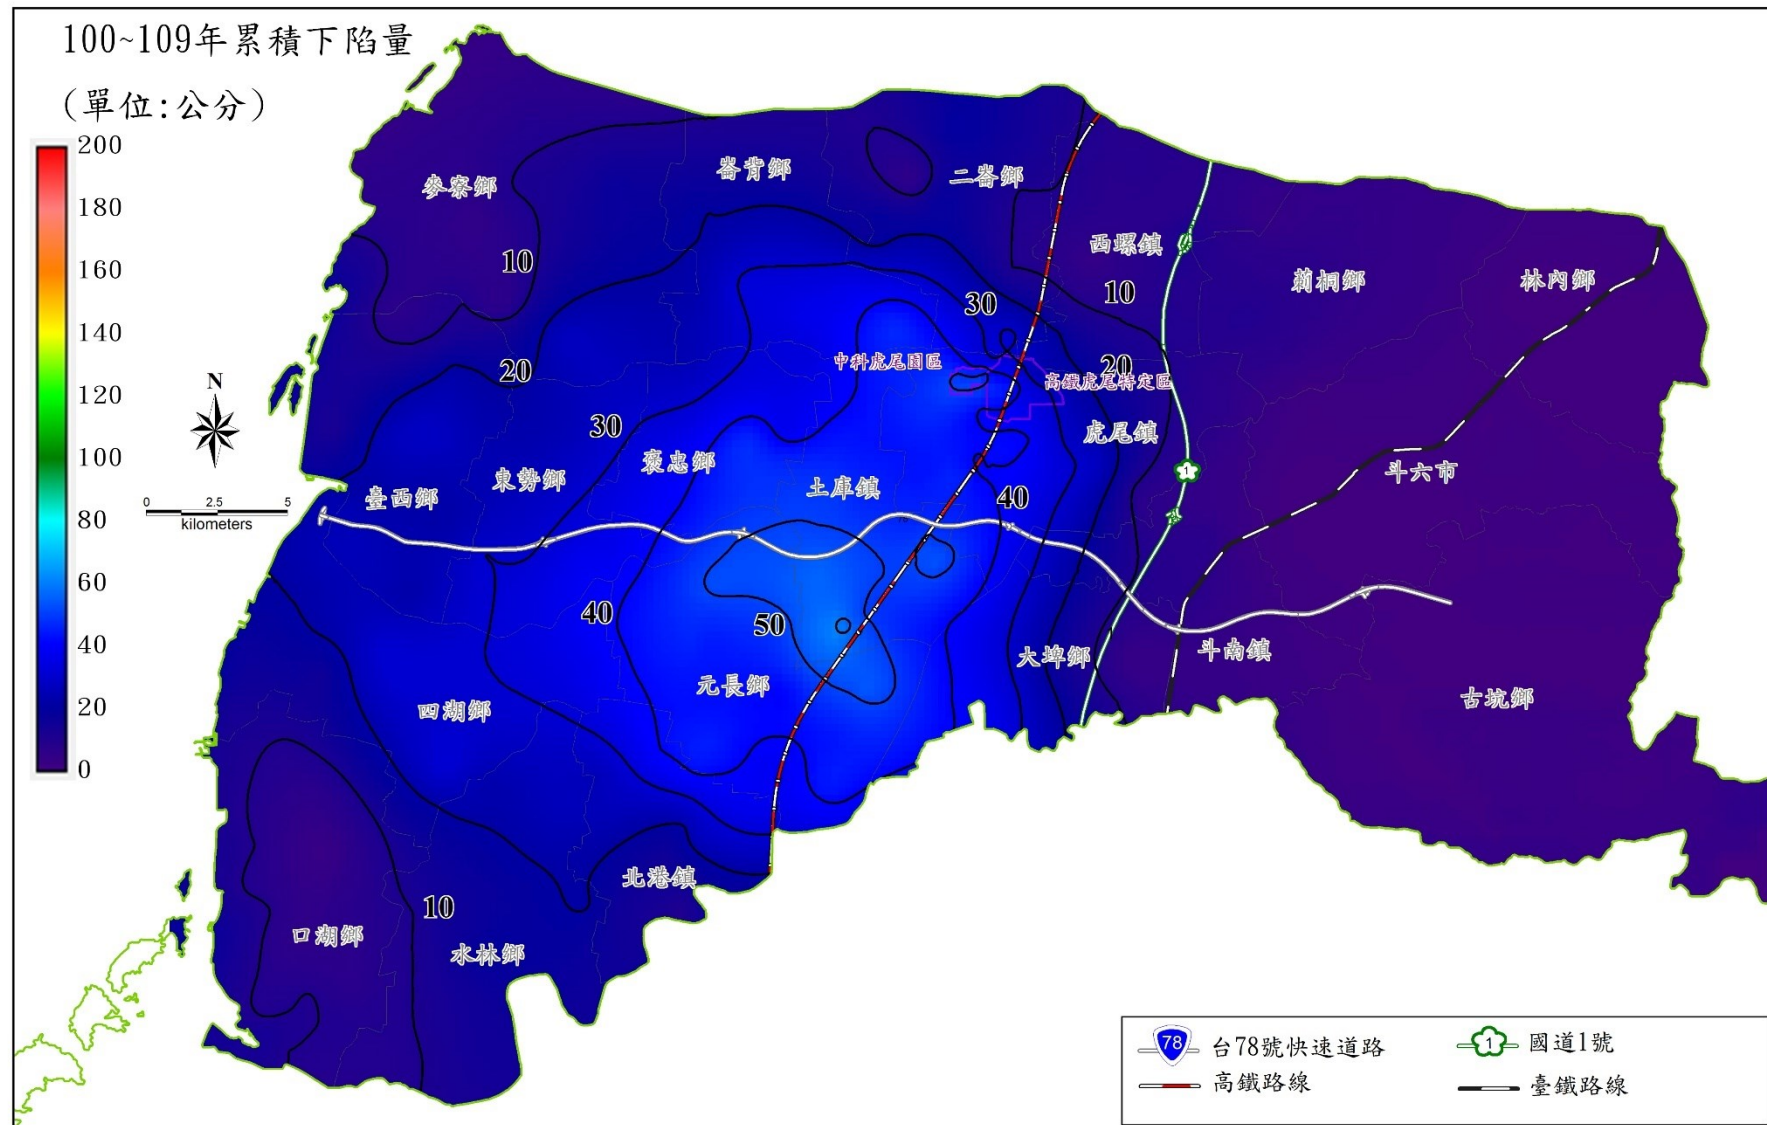 100~109年累積下陷量
(單位:公分)
200
180
160
140
120
100
80
60
40
20
0
N
0 2.5 5
kilometers
麥寮鄉
崙背鄉
二崙鄉
西螺鎮
莿桐鄉
林內鄉
10
10
30
20
20
中科虎尾園區
高鐵虎尾特定區
30
虎尾鎮
褒忠鄉
東勢鄉
臺西鄉
土庫鎮
40
斗六市
1
78
40
50
大埤鄉
斗南鎮
元長鄉
四湖鄉
古坑鄉
北港鎮
10
口湖鄉
水林鄉
78 台78號快速道路
1 國道1號
高鐵路線
臺鐵路線